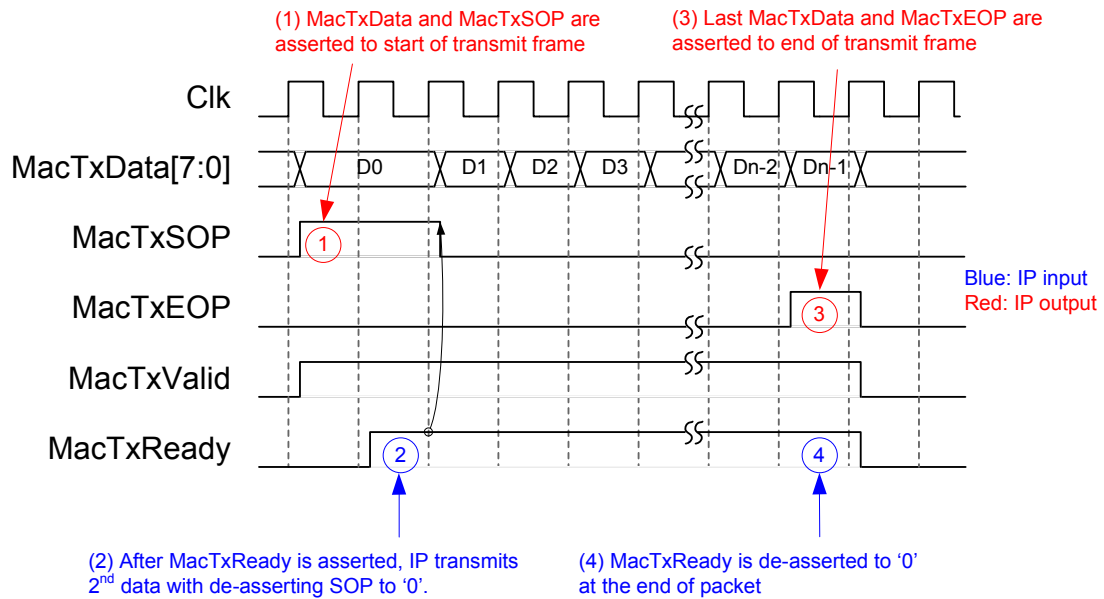 (1) MacTxData and MacTxSOP are
asserted to start of transmit frame
(3) Last MacTxData and MacTxEOP are
asserted to end of transmit frame
Clk
MacTxData[7:0]
D0
D1
D2
D3
Dn-2
Dn-1
MacTxSOP
1
MacTxEOP
3
Blue: IP input
Red: IP output
MacTxValid
MacTxReady
2
4
(2) After MacTxReady is asserted, IP transmits
2nd data with de-asserting SOP to ‘0’.
(4) MacTxReady is de-asserted to ‘0’
at the end of packet